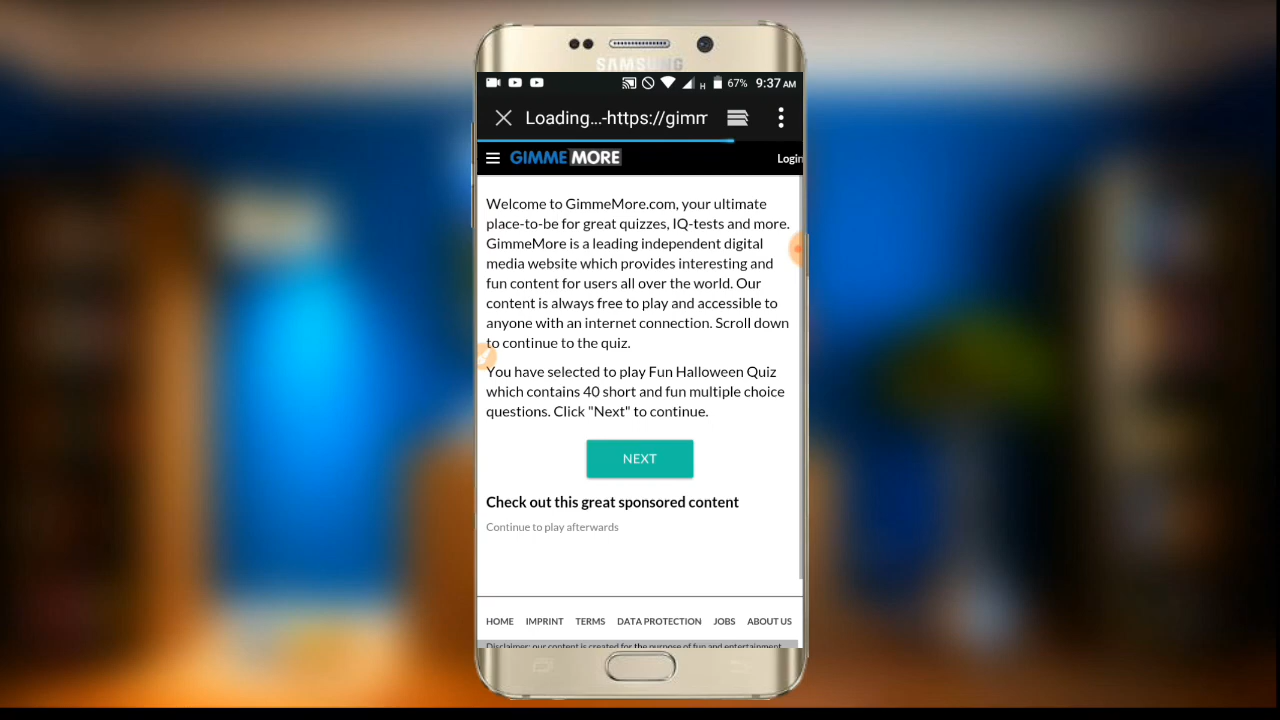 SAMSUNG
67% 9:37 AM
H
Loading...-https://gimm
GIMME MORE
Login
Welcome to GimmeMore.com, your ultimate
place-to-be for great quizzes, IQ-tests and more.
GimmeMore is a leading independent digital
media website which provides interesting and
fun content for users all over the world. Our
content is always free to play and accessible to
anyone with an internet connection. Scroll down
to continue to the quiz.
You have selected to play Fun Halloween Quiz
which contains 40 short and fun multiple choice
questions. Click "Next" to continue.
NEXT
Check out this great sponsored content
Continue to play afterwards
HOME IMPRINT TERMS DATA PROTECTION JOBS ABOUT US
Disclaimer: our content is created for the purpose of fun and entertainment